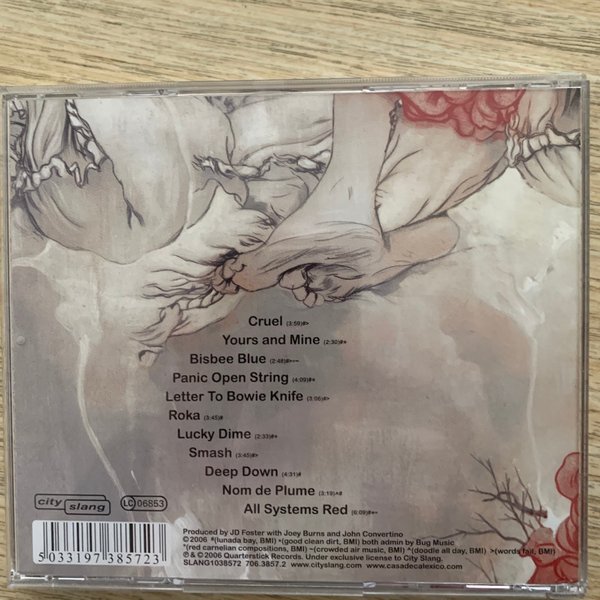 Cruel (3:59)#>
Yours and Mine (2:30)#+
Bisbee Blue (2:48)#>~
Panic Open String (4:09)#+
Letter To Bowie Knife (3:06)#>
Roka (3:45)#
Lucky Dime (2:33)#+
Smash (3:45)#>
Deep Down (4:31)#
Nom de Plume (3:19)^#
All Systems Red (6:09)#+
city slang
LC 06853
5 033197 385723
Produced by JD Foster with Joey Burns and John Convertino
(lunada bay, BMI) (good clean dirt, BMI) both admin by Bug Music
(red carnelian compositions, BMI) ~(crowded air music, BMI) ^(doodle all day, BMI) >(words fail, BMI)
℗ & © 2006 Quarterstick Records. Under exclusive license to City Slang.
SLANG1038572 706.3857.2 www.cityslang.com www.casadecalexico.com